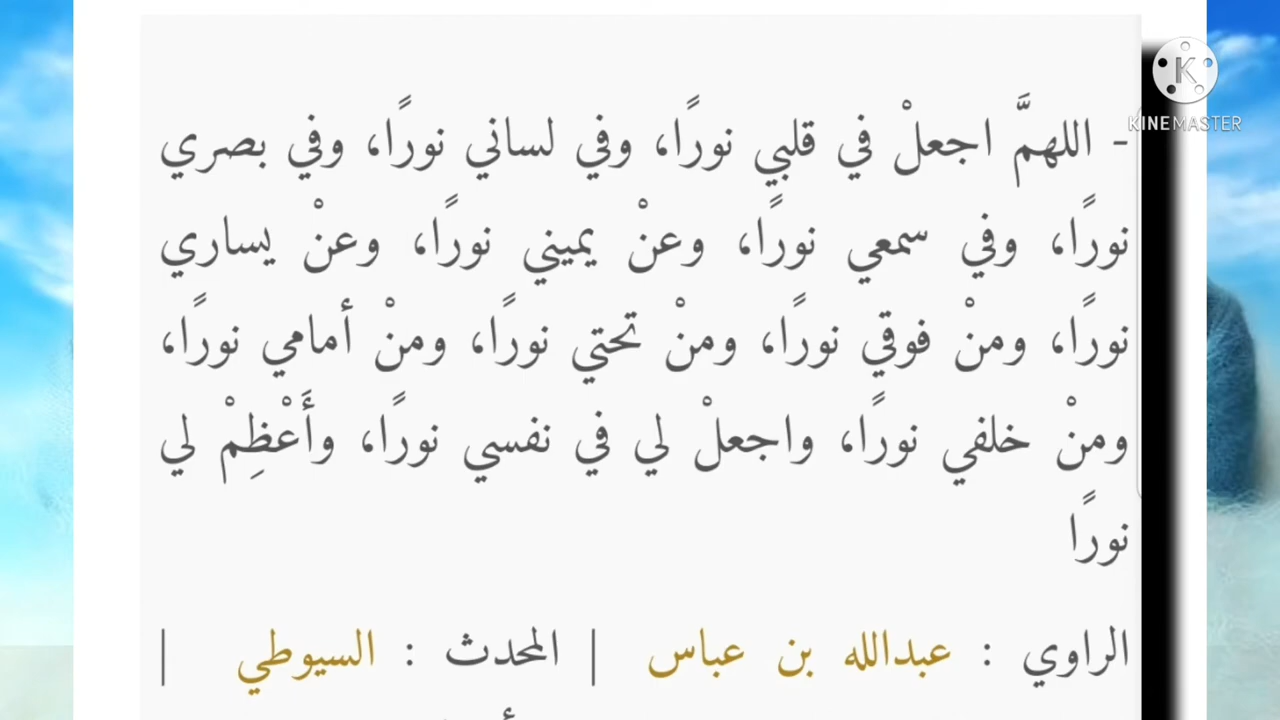 - اللهمَّ اجعلْ في قلبي نورًا، وفي لساني نورًا، وفي بصري
نورًا، وفي سمعي نورًا، وعنْ يميني نورًا، وعنْ يساري
نورًا، ومنْ فوقي نورًا، ومنْ تحتي نورًا، ومنْ أمامي نورًا،
ومنْ خلفي نورًا، واجعلْ لي في نفسي نورًا، وأَعْظِمْ لي
نورًا
الراوي : عبدالله بن عباس | المحدث : السيوطي |
K
KINEMASTER